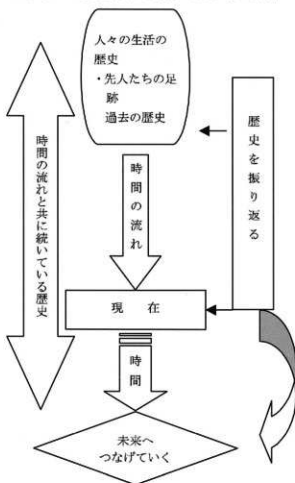 人々の生活の
歴史
・先人たちの足
跡
過去の歴史
時間の流れと共に続いている歴史
時間の流れ
歴史を振り返る
現　在
時間
未来へ
つなげていく